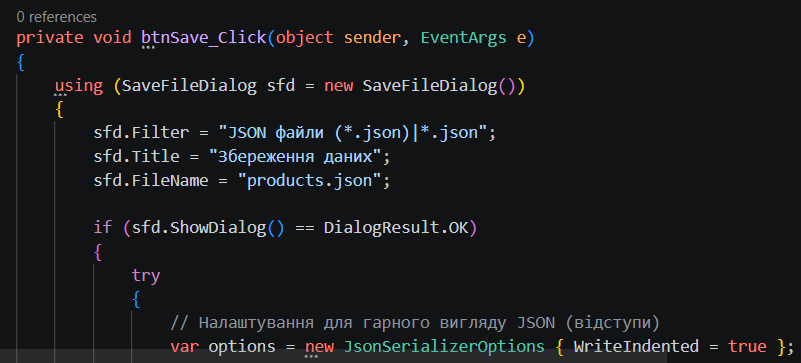 0 references
private void btnSave_Click(object sender, EventArgs e)
{
    using (SaveFileDialog sfd = new SaveFileDialog())
    {
        sfd.Filter = "JSON файли (*.json)|*.json";
        sfd.Title = "Збереження даних";
        sfd.FileName = "products.json";

        if (sfd.ShowDialog() == DialogResult.OK)
        {
            try
            {
                // Налаштування для гарного вигляду JSON (відступи)
                var options = new JsonSerializerOptions { WriteIndented = true };